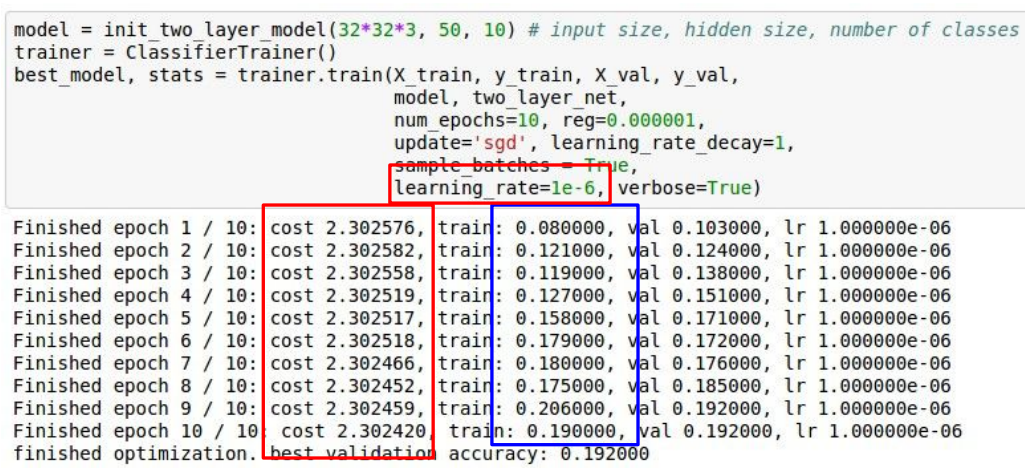 model = init_two_layer_model(32*32*3, 50, 10) # input size, hidden size, number of classes
trainer = ClassifierTrainer()
best_model, stats = trainer.train(X_train, y_train, X_val, y_val,
model, two_layer_net,
num_epochs=10, reg=0.000001,
update='sgd', learning_rate_decay=1,
sample_batches = True,
learning_rate=1e-6, verbose=True)
Finished epoch 1 / 10: cost 2.302576, train: 0.080000, val 0.103000, lr 1.000000e-06
Finished epoch 2 / 10: cost 2.302582, train: 0.121000, val 0.124000, lr 1.000000e-06
Finished epoch 3 / 10: cost 2.302558, train: 0.119000, val 0.138000, lr 1.000000e-06
Finished epoch 4 / 10: cost 2.302519, train: 0.127000, val 0.151000, lr 1.000000e-06
Finished epoch 5 / 10: cost 2.302517, train: 0.158000, val 0.171000, lr 1.000000e-06
Finished epoch 6 / 10: cost 2.302518, train: 0.179000, val 0.172000, lr 1.000000e-06
Finished epoch 7 / 10: cost 2.302466, train: 0.180000, val 0.176000, lr 1.000000e-06
Finished epoch 8 / 10: cost 2.302452, train: 0.175000, val 0.185000, lr 1.000000e-06
Finished epoch 9 / 10: cost 2.302459, train: 0.206000, val 0.192000, lr 1.000000e-06
Finished epoch 10 / 10: cost 2.302420, train: 0.190000, val 0.192000, lr 1.000000e-06
finished optimization. best validation accuracy: 0.192000